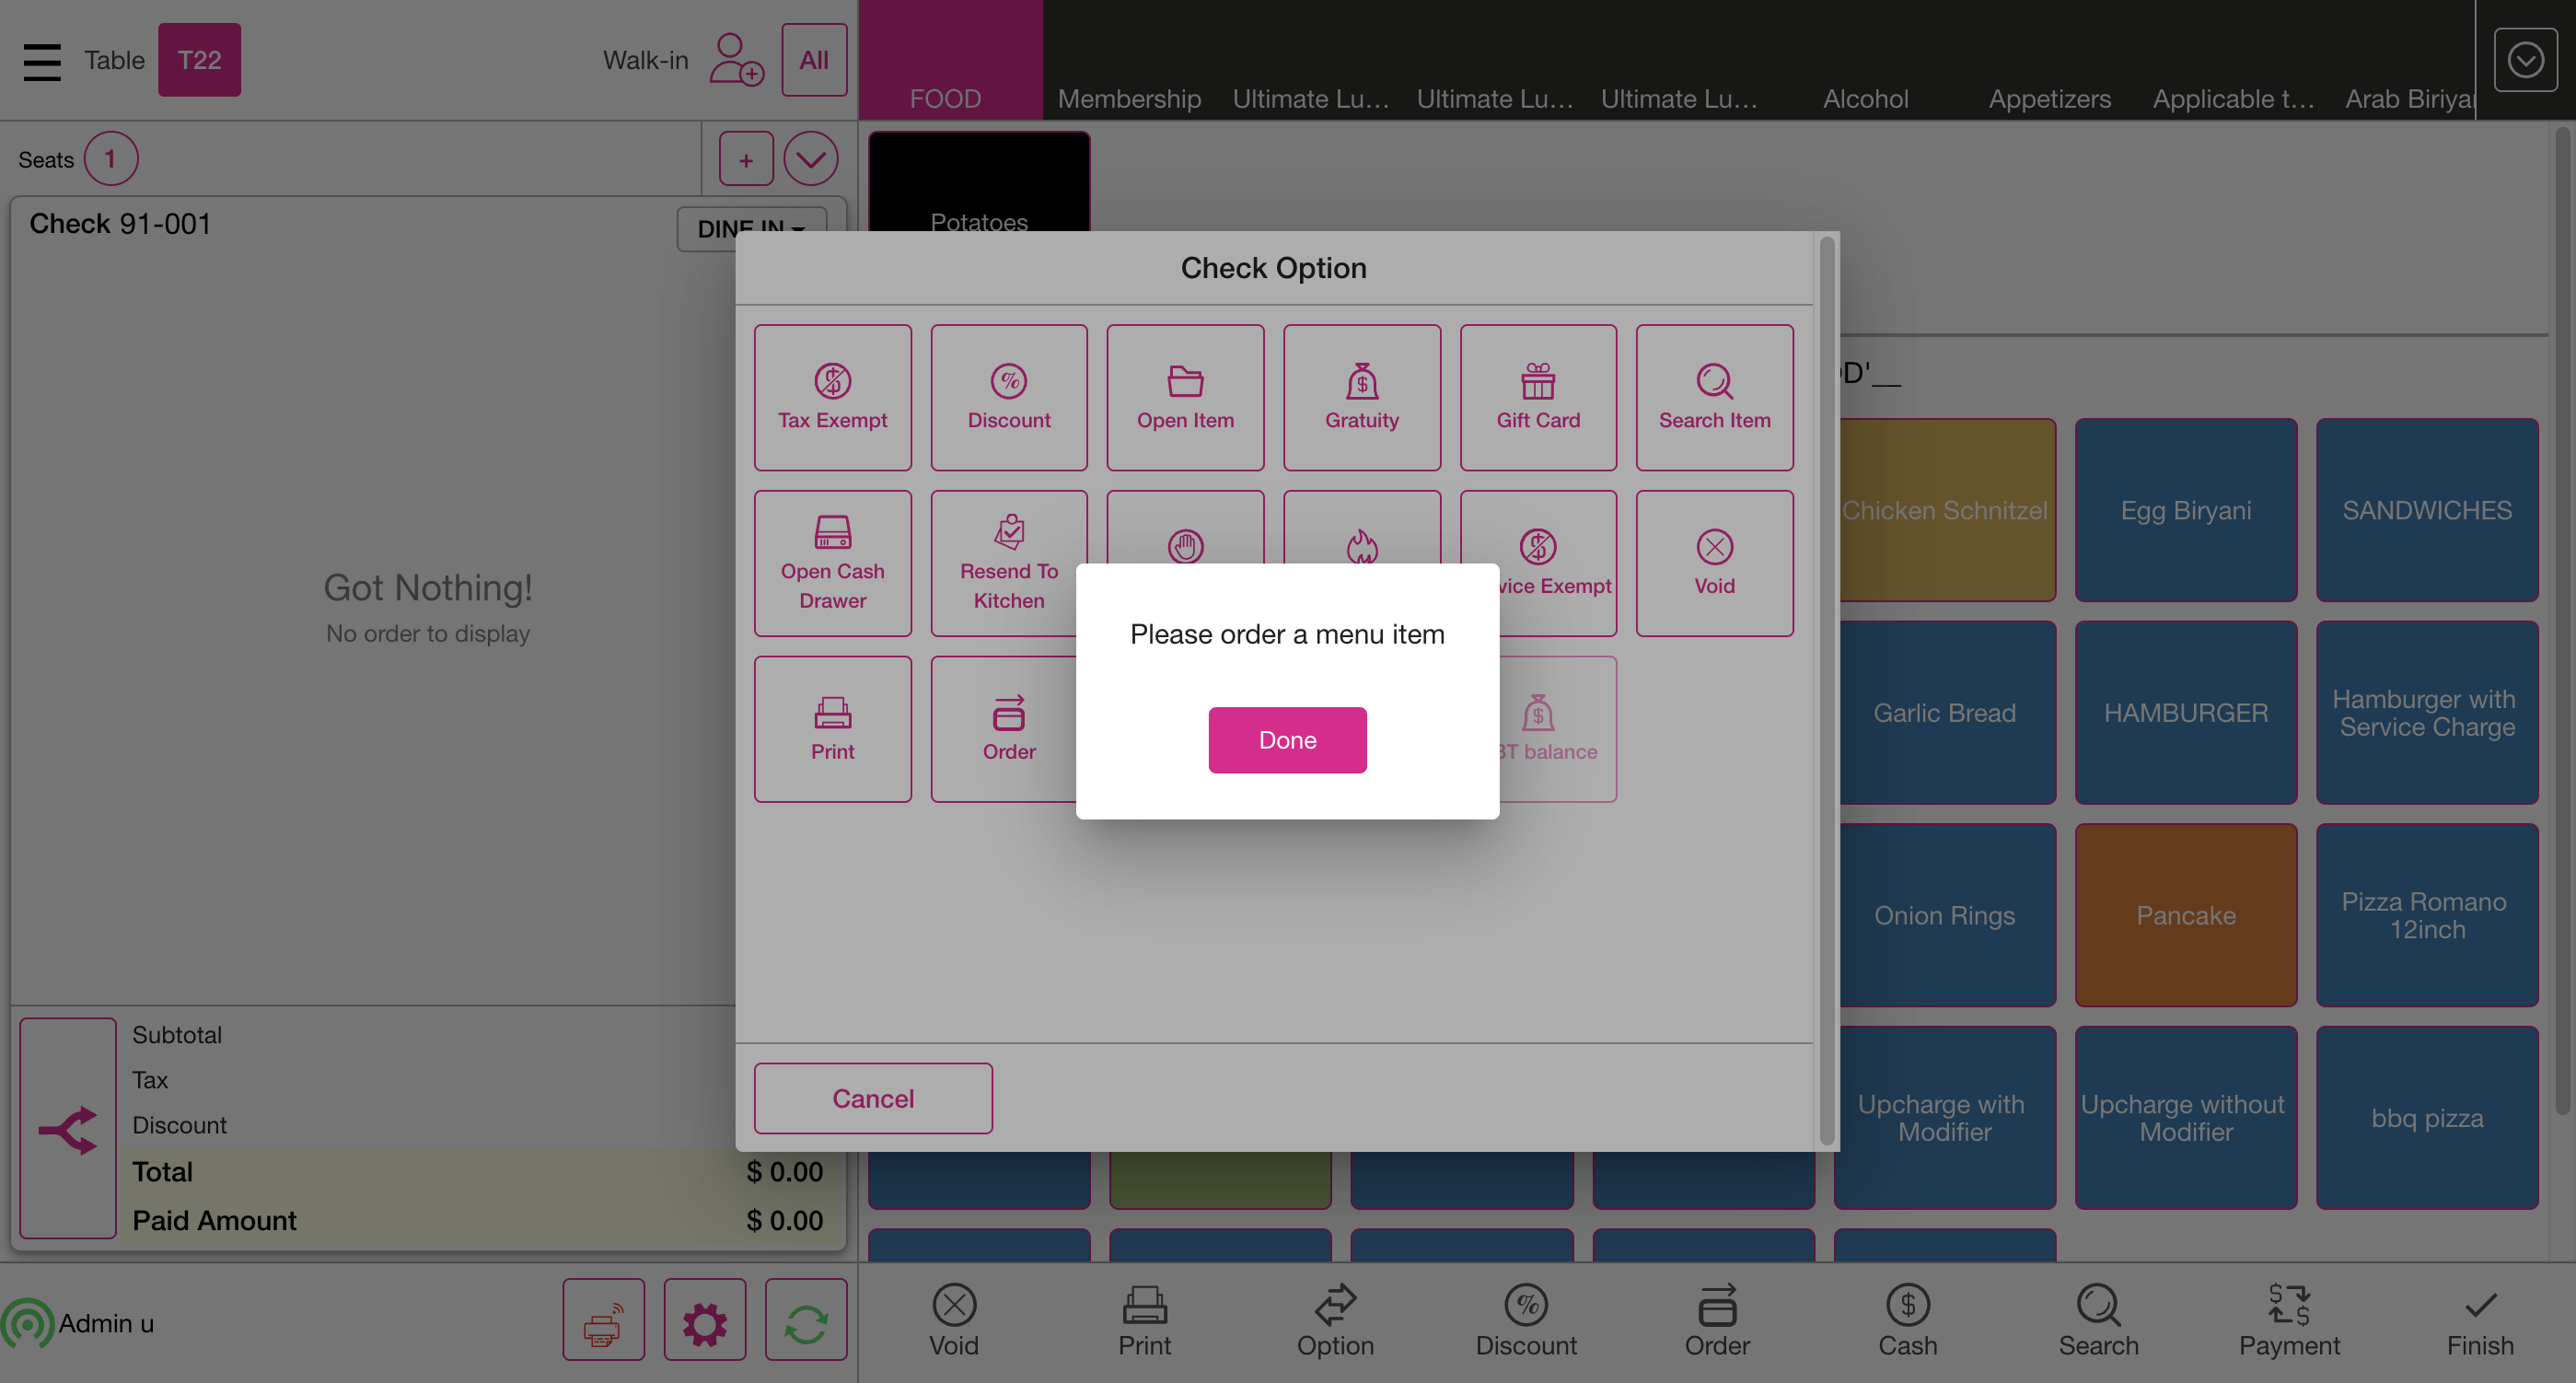 Table T22 Walk-in All
FOOD Membership Ultimate Lu... Ultimate Lu... Ultimate Lu... Alcohol Appetizers Applicable t... Arab Biriya
Seats 1 +
Check 91-001
DINE IN
Potatoes
Check Option
Tax Exempt Discount Open Item Gratuity Gift Card Search Item
D'__
Open Cash
Drawer
Resend To
Kitchen
vice Exempt
Void
Chicken Schnitzel Egg Biryani SANDWICHES
Got Nothing!
No order to display
Please order a menu item
Done
Print Order BT balance
Garlic Bread HAMBURGER
Hamburger with
Service Charge
Onion Rings Pancake
Pizza Romano
12inch
Cancel
Upcharge with
Modifier
Upcharge without
Modifier
bbq pizza
Subtotal
Tax
Discount
Total $ 0.00
Paid Amount $ 0.00
Admin u
Void Print Option Discount Order Cash Search Payment Finish